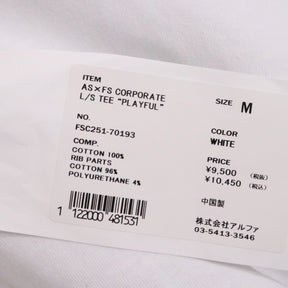 ITEM
AS×FS CORPORATE
L/S TEE "PLAYFUL"
SIZE M
NO.
FSC251-70193
COLOR
WHITE
COMP.
COTTON 100%
RIB PARTS
COTTON 96%
POLYURETHANE 4%
PRICE
¥9,500 (税抜)
¥10,450 (税込)
中国製
株式会社アルファ
03-5413-3546
1 122000 481531